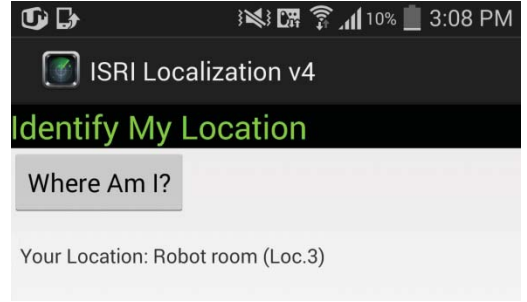 10% 3:08 PM
ISRI Localization v4
Identify My Location
Where Am I?
Your Location: Robot room (Loc.3)